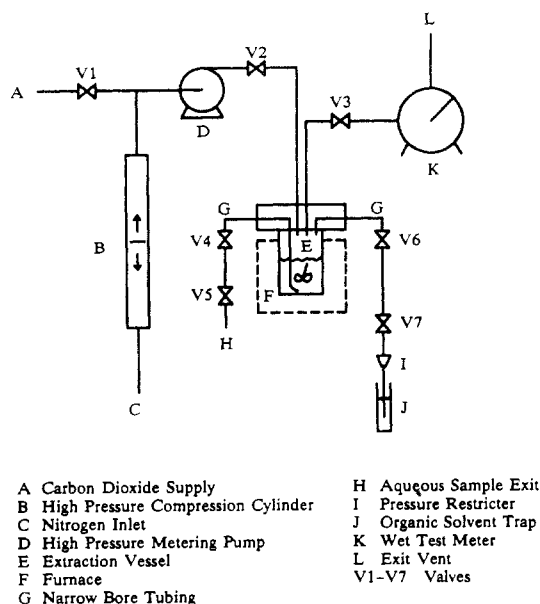 L
V2
V1
V3
A
D
K
G
G
E
V4
V6
B
V5
F
V7
H
I
C
J
A Carbon Dioxide Supply
B High Pressure Compression Cylinder
C Nitrogen Inlet
D High Pressure Metering Pump
E Extraction Vessel
F Furnace
G Narrow Bore Tubing
H Aqueous Sample Exit
I Pressure Restricter
J Organic Solvent Trap
K Wet Test Meter
L Exit Vent
V1-V7 Valves